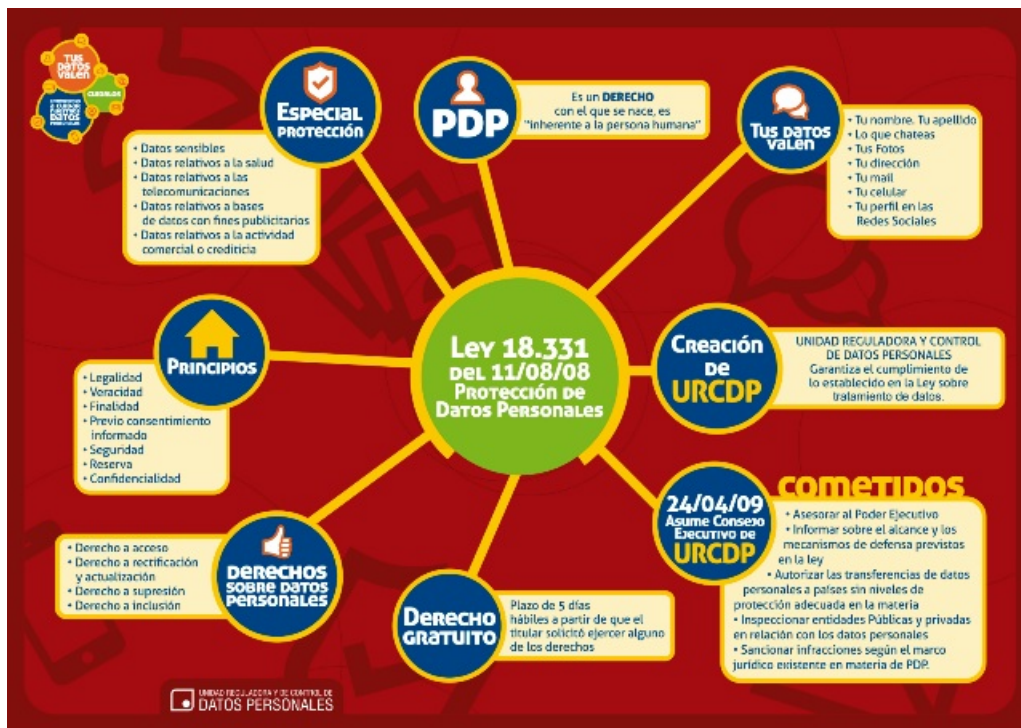 TUS
DATOS
VALEN
CUIDALOS
ESPECIAL
PROTECCIÓN
• Datos sensibles
• Datos relativos a la salud
• Datos relativos a las
telecomunicaciones
• Datos relativos a bases
de datos con fines publicitarios
• Datos relativos a la actividad
comercial o crediticia
PDP
Es un DERECHO
con el que se nace, es
"inherente a la persona humana"
TUS DATOS
VALEN
• Tu nombre. Tu apellido
• Lo que chateas
• Tus Fotos
• Tu dirección
• Tu mail
• Tu celular
• Tu perfil en las
Redes Sociales
LEY 18.331
DEL 11/08/08
PROTECCIÓN DE
DATOS PERSONALES
PRINCIPIOS
• Legalidad
• Veracidad
• Finalidad
• Previo consentimiento
informado
• Seguridad
• Reserva
• Confidencialidad
Creación
de
URCDP
UNIDAD REGULADORA Y CONTROL
DE DATOS PERSONALES
Garantiza el cumplimiento de
lo establecido en la Ley sobre
tratamiento de datos.
24/04/09
ASUME CONSEJO
EJECUTIVO DE
URCDP
COMETIDOS
• Asesorar al Poder Ejecutivo
• Informar sobre el alcance y los
mecanismos de defensa previstos
en la ley
• Autorizar las transferencias de datos
personales a países sin niveles de
protección adecuada en la materia
• Inspeccionar entidades Públicas y privadas
en relación con los datos personales
• Sancionar infracciones según el marco
jurídico existente en materia de PDP.
• Derecho a acceso
• Derecho a rectificación
y actualización
• Derecho a supresión
• Derecho a inclusión
DERECHOS
SOBRE DATOS
PERSONALES
DERECHO
GRATUITO
Plazo de 5 días
hábiles a partir de que el
titular solicitó ejercer alguno
de los derechos
UNIDAD REGULADORA Y DE CONTROL DE
DATOS PERSONALES